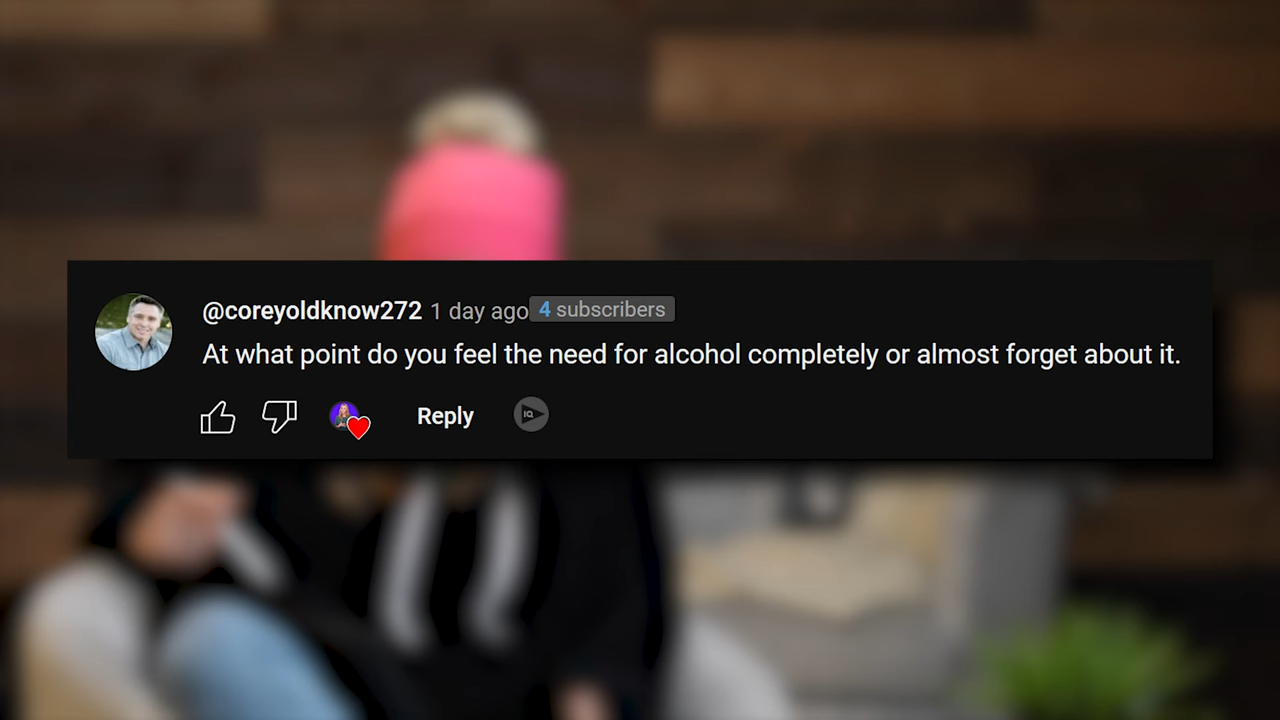 @coreyoldknow272 1 day ago 4 subscribers
At what point do you feel the need for alcohol completely or almost forget about it.
Reply
IQ